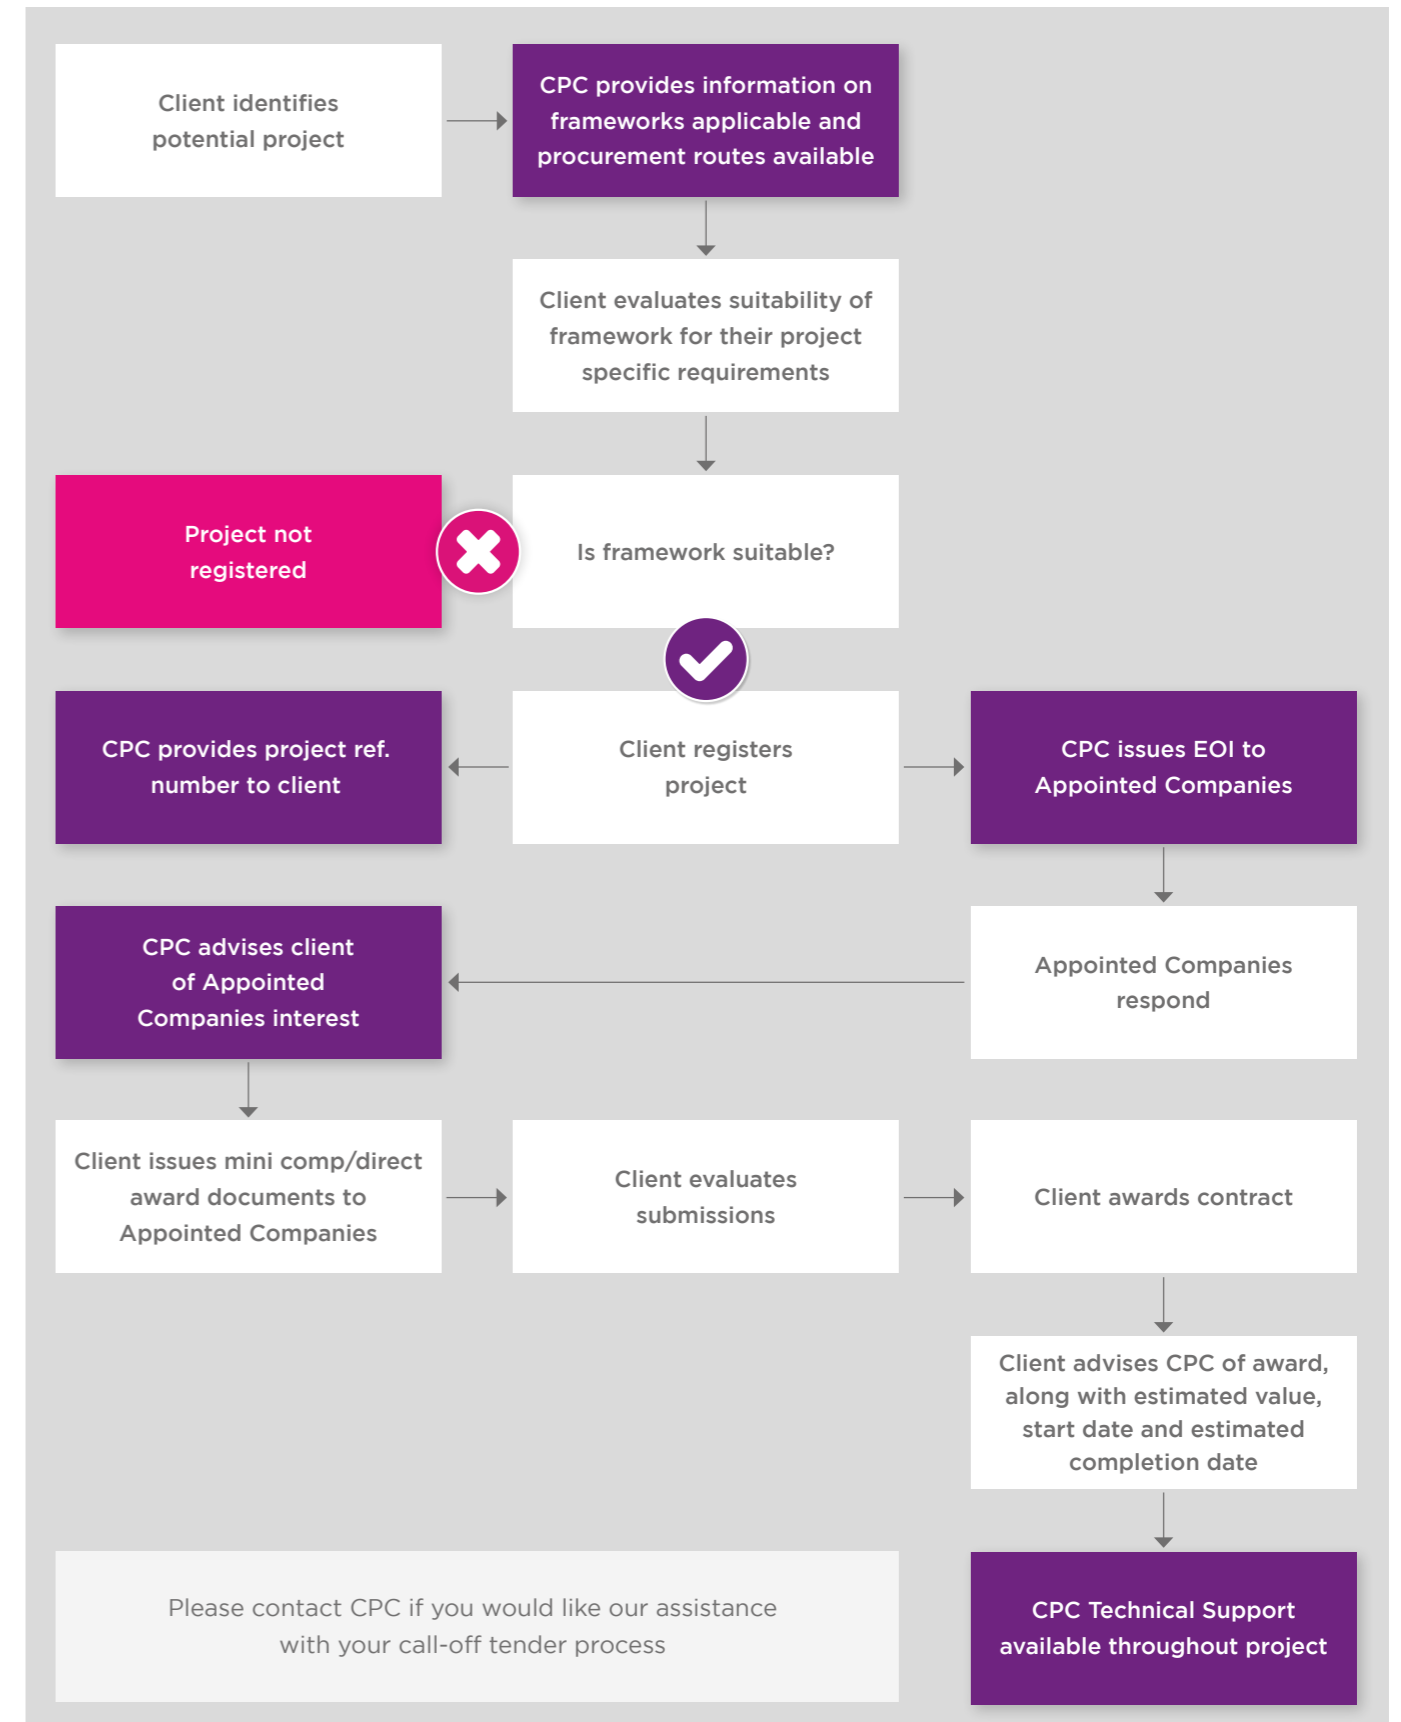 Client identifies
potential project
CPC provides information on
frameworks applicable and
procurement routes available
Client evaluates suitability of
framework for their project
specific requirements
Project not
registered
Is framework suitable?
CPC provides project ref.
number to client
Client registers
project
CPC issues EOI to
Appointed Companies
CPC advises client
of Appointed
Companies interest
Appointed Companies
respond
Client issues mini comp/direct
award documents to
Appointed Companies
Client evaluates
submissions
Client awards contract
Client advises CPC of award,
along with estimated value,
start date and estimated
completion date
Please contact CPC if you would like our assistance
with your call-off tender process
CPC Technical Support
available throughout project